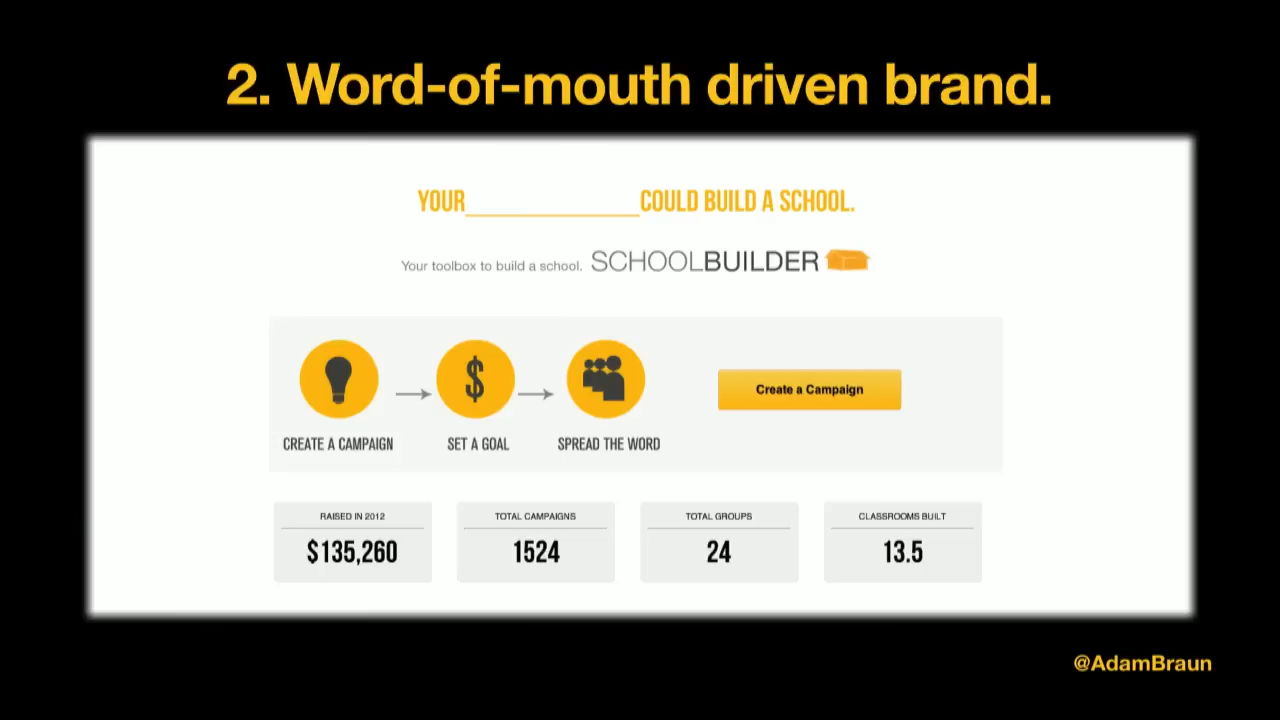 2. Word-of-mouth driven brand.
YOUR______________COULD BUILD A SCHOOL.
Your toolbox to build a school. SCHOOLBUILDER
$
CREATE A CAMPAIGN SET A GOAL SPREAD THE WORD
Create a Campaign
RAISED IN 2012
$135,260
TOTAL CAMPAIGNS
1524
TOTAL GROUPS
24
CLASSROOMS BUILT
13.5
@AdamBraun